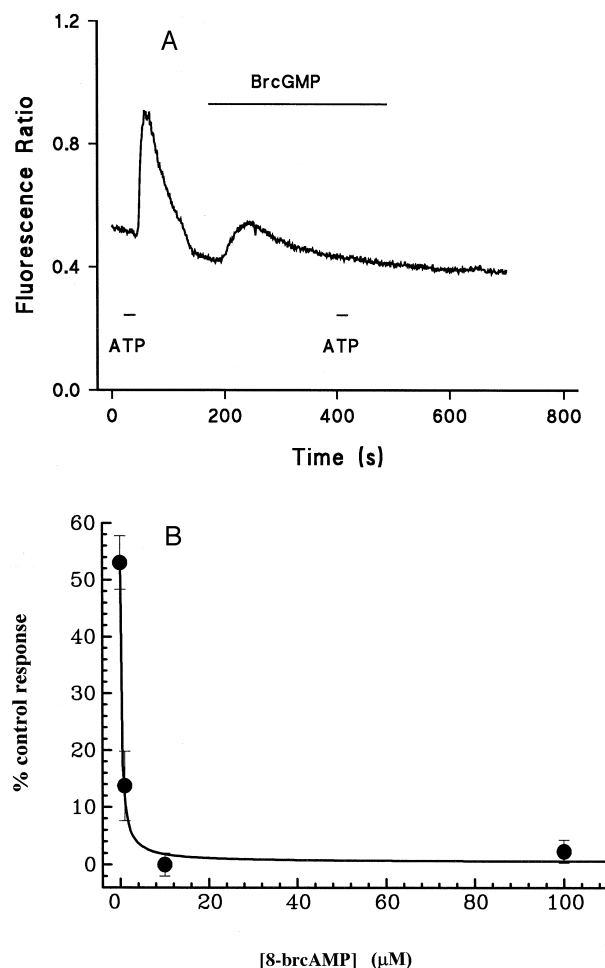 A
BrcGMP
Fluorescence Ratio
1.2
0.8
0.4
0.0
ATP
ATP
0
200
400
600
800
Time (s)
B
% control response
60
50
40
30
20
10
0
0
20
40
60
80
100
[8-brcAMP] (μM)